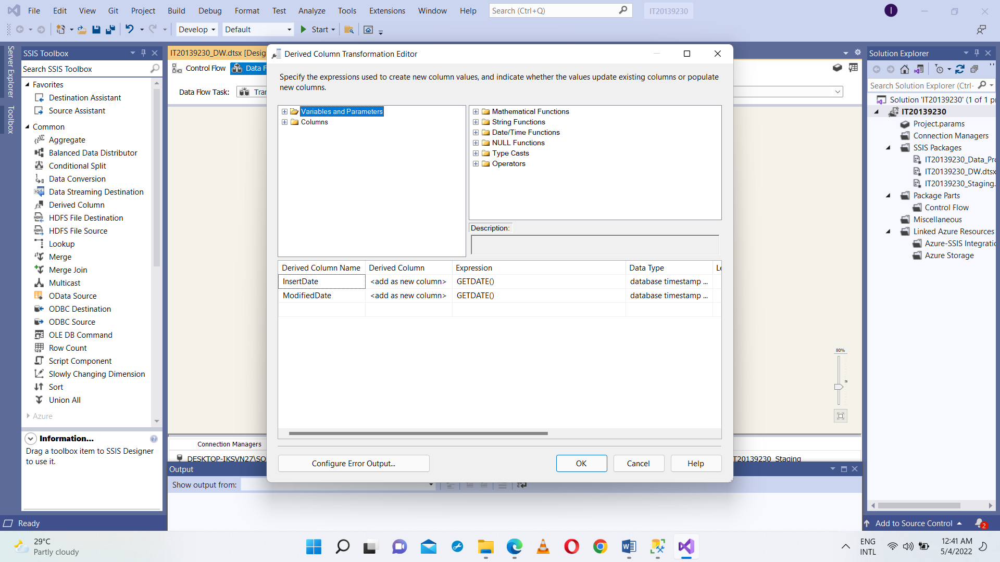 File Edit View Git Project Build Debug Format Test Analyze Tools Extensions Window Help Search (Ctrl+Q) IT20139230
Develop Default Start
Server Explorer
Toolbox
SSIS Toolbox
Search SSIS Toolbox
Favorites
Destination Assistant
Source Assistant
Common
Aggregate
Balanced Data Distributor
Conditional Split
Data Conversion
Data Streaming Destination
Derived Column
HDFS File Destination
HDFS File Source
Lookup
Merge
Merge Join
Multicast
OData Source
ODBC Destination
ODBC Source
OLE DB Command
Row Count
Script Component
Slowly Changing Dimension
Sort
Union All
Azure
Information...
Drag a toolbox item to SSIS Designer
to use it.
IT20139230_DW.dtsx [Desig
Control Flow Data F
Data Flow Task: Tran
Derived Column Transformation Editor
Specify the expressions used to create new column values, and indicate whether the values update existing columns or populate
new columns.
Variables and Parameters
Columns
Mathematical Functions
String Functions
Date/Time Functions
NULL Functions
Type Casts
Operators
Description:
Derived Column Name Derived Column Expression Data Type Le
InsertDate <add as new column> GETDATE() database timestamp ...
ModifiedDate <add as new column> GETDATE() database timestamp ...
Configure Error Output... OK Cancel Help
80%
Connection Managers
DESKTOP-IKSVN27\SQ
T20139230_Staging
Output
Show output from:
Solution Explorer
Search Solution Explorer (Ctrl-
Solution 'IT20139230' (1 of 1 pr
IT20139230
Project.params
Connection Managers
SSIS Packages
IT20139230_Data_Pro
IT20139230_DW.dtsx
IT20139230_Staging.
Package Parts
Control Flow
Miscellaneous
Linked Azure Resources
Azure-SSIS Integratio
Azure Storage
Ready
Add to Source Control 2
29°C
Partly cloudy
ENG
INTL
12:41 AM
5/4/2022